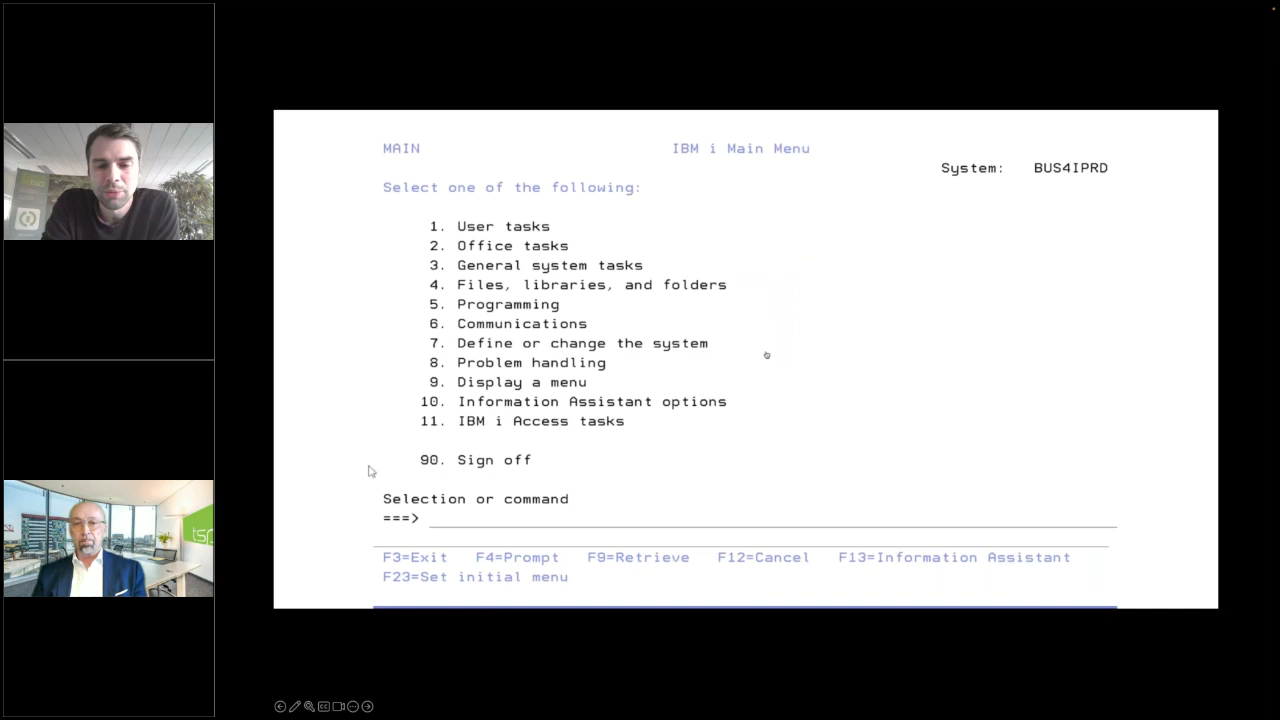 MAIN IBM i Main Menu
System: BUS4IPRD
Select one of the following:
1. User tasks
2. Office tasks
3. General system tasks
4. Files, libraries, and folders
5. Programming
6. Communications
7. Define or change the system
8. Problem handling
9. Display a menu
10. Information Assistant options
11. IBM i Access tasks
90. Sign off
Selection or command
===>
F3=Exit F4=Prompt F9=Retrieve F12=Cancel F13=Information Assistant
F23=Set initial menu